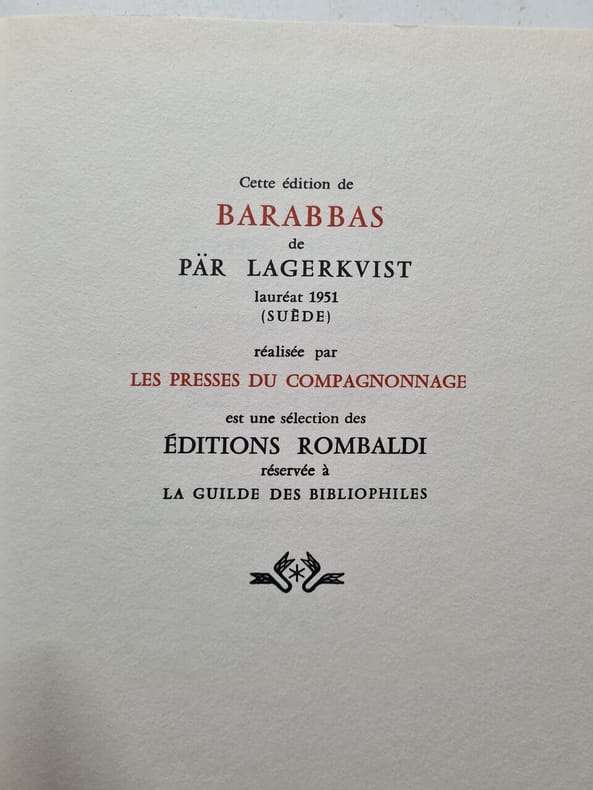 Cette édition de
BARABBAS
de
PÄR LAGERKVIST
lauréat 1951
(SUÈDE)
réalisée par
LES PRESSES DU COMPAGNONNAGE
est une sélection des
ÉDITIONS ROMBALDI
réservée à
LA GUILDE DES BIBLIOPHILES